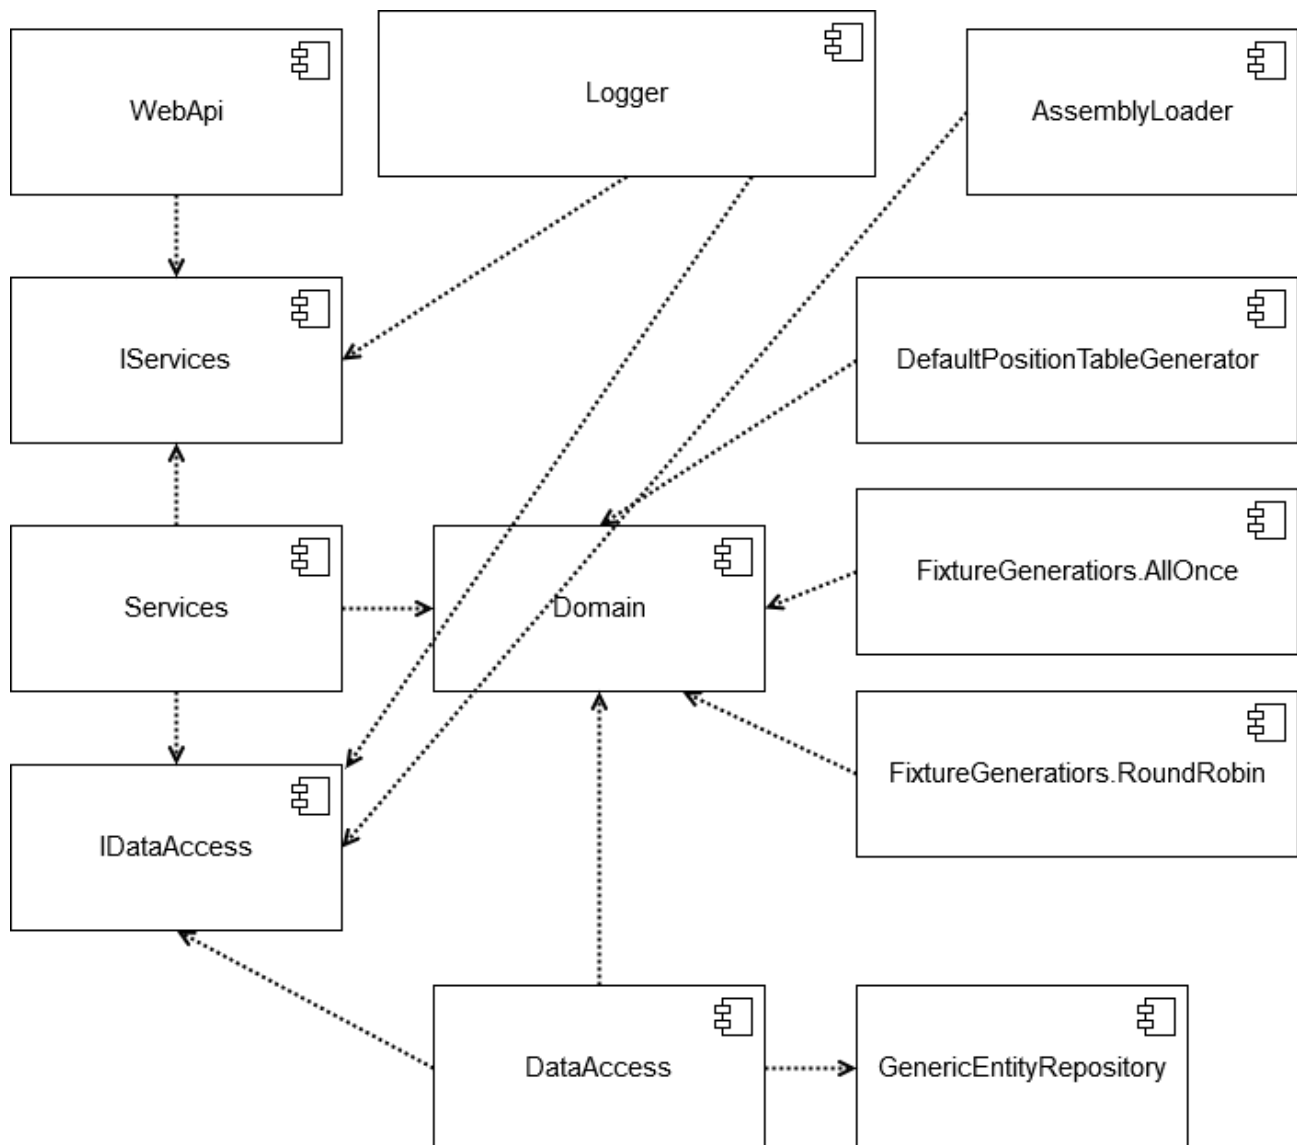 WebApi
Logger
AssemblyLoader
IServices
DefaultPositionTableGenerator
Services
Domain
FixtureGeneratiors.AllOnce
FixtureGeneratiors.RoundRobin
IDataAccess
DataAccess
GenericEntityRepository